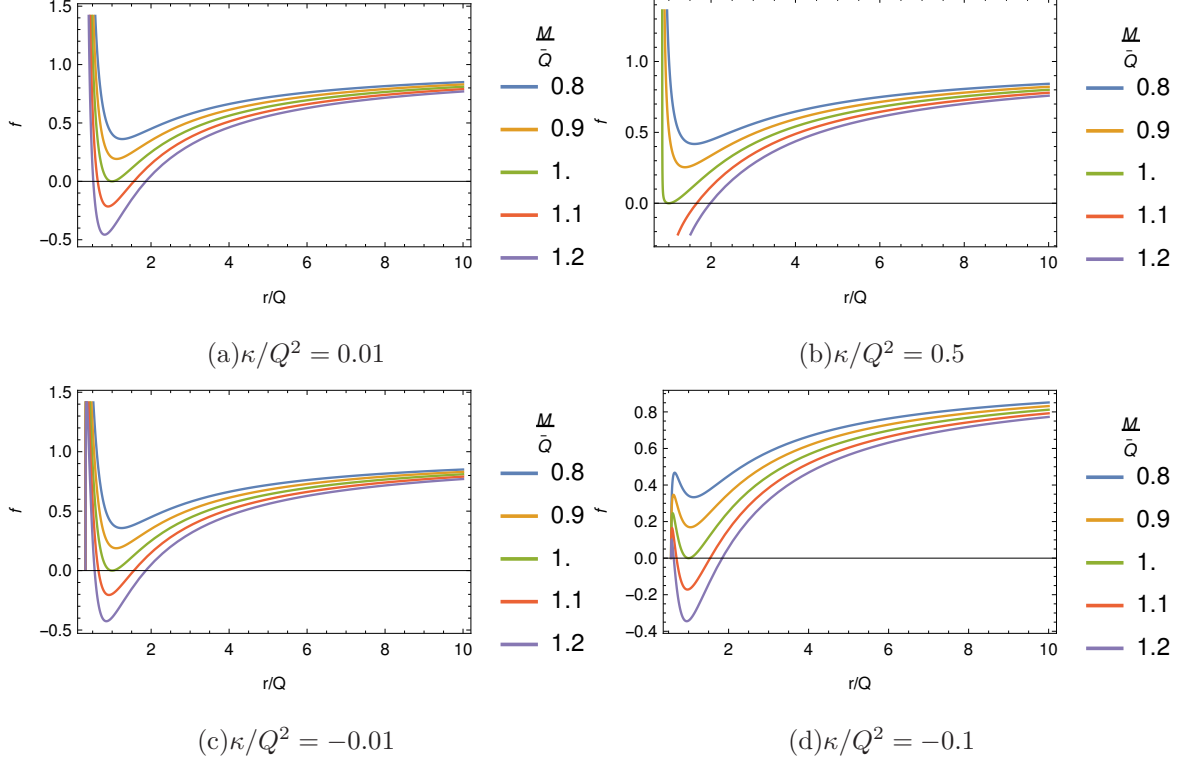 1.5
1.0
0.5
0.0
−0.5
f
2 4 6 8 10
r/Q
M
Q̄
0.8
0.9
1.
1.1
1.2
(a)κ/Q² = 0.01
1.0
0.5
0.0
f
2 4 6 8 10
r/Q
M
Q̄
0.8
0.9
1.
1.1
1.2
(b)κ/Q² = 0.5
1.5
1.0
0.5
0.0
−0.5
f
2 4 6 8 10
r/Q
M
Q̄
0.8
0.9
1.
1.1
1.2
(c)κ/Q² = −0.01
0.8
0.6
0.4
0.2
0.0
−0.2
−0.4
f
2 4 6 8 10
r/Q
M
Q̄
0.8
0.9
1.
1.1
1.2
(d)κ/Q² = −0.1